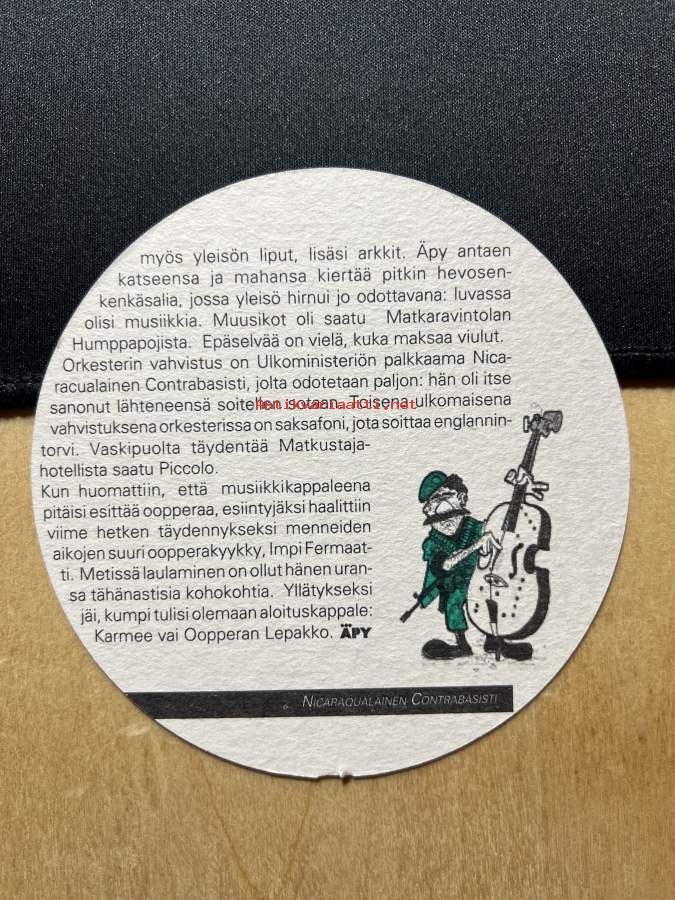 myös yleisön liput, lisäsi arkkit. Äpy antaen
katseensa ja mahansa kiertää pitkin hevosen-
kenkäsalia, jossa yleisö hirnui jo odottavana: luvassa
olisi musiikkia. Muusikot oli saatu Matkaravintolan
Humppapojista. Epäselvää on vielä, kuka maksaa viulut.
Orkesterin vahvistus on Ulkoministeriön palkkaama Nica-
racualainen Contrabasisti, jolta odotetaan paljon: hän oli itse
sanonut lähteneensä soitellen sotaan. Toisena ulkomaisena
Antikvariaatti.net
vahvistuksena orkesterissa on saksafoni, jota soittaa englannin-
torvi. Vaskipuolta täydentää Matkustaja-
hotellista saatu Piccolo.
Kun huomattiin, että musiikkikappaleena
pitäisi esittää oopperaa, esiintyjäksi haalittiin
viime hetken täydennykseksi menneiden
aikojen suuri oopperakyykky, Impi Fermaat-
ti. Metissä laulaminen on ollut hänen uran-
sa tähänastisia kohokohtia. Yllätykseksi
jäi, kumpi tulisi olemaan aloituskappale:
Karmee vai Oopperan Lepakko. ÄPY
NICARAQUALAINEN CONTRABASISTI